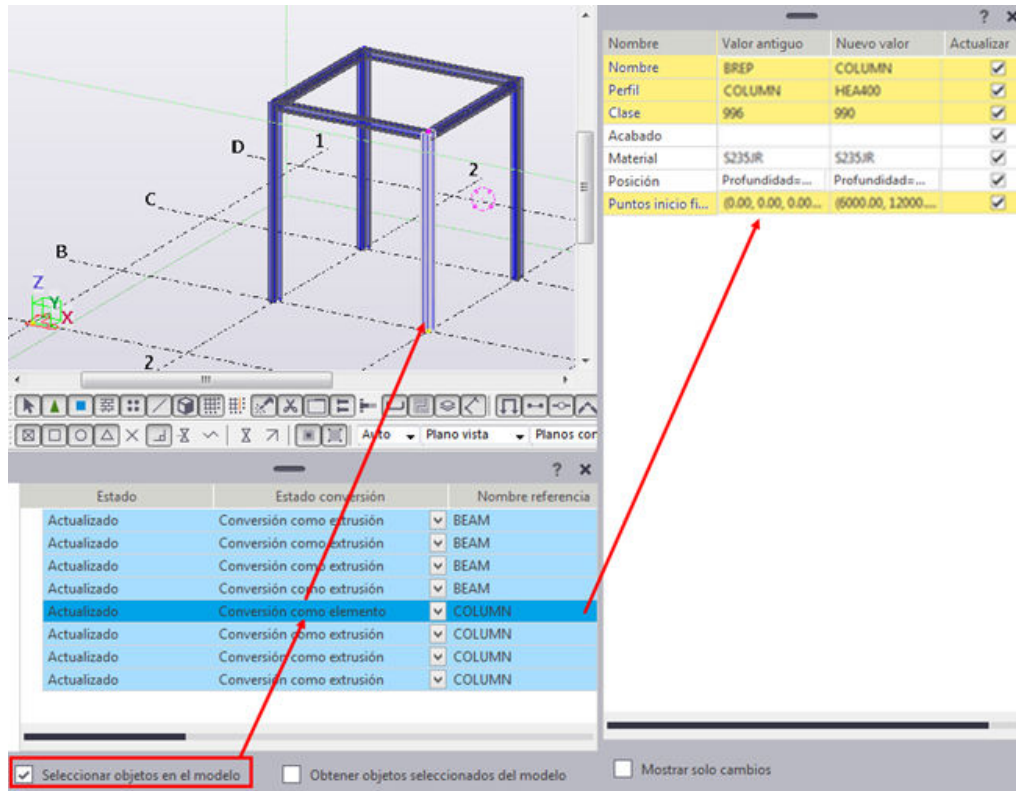 ? ×
Nombre Valor antiguo Nuevo valor Actualizar
Nombre BREP COLUMN
Perfil COLUMN HEA400
Clase 996 990
Acabado
Material S235JR S235JR
Posición Profundidad=... Profundidad=...
Puntos inicio fi... (0.00, 0.00, 0.00... (6000.00, 12000....
D 1
2
C
B
Z
Y
X
2
Auto Plano vista Planos cor
? ×
Estado Estado conversión Nombre referencia
Actualizado Conversión como extrusión BEAM
Actualizado Conversión como extrusión BEAM
Actualizado Conversión como extrusión BEAM
Actualizado Conversión como extrusión BEAM
Actualizado Conversión como elemento COLUMN
Actualizado Conversión como extrusión COLUMN
Actualizado Conversión como extrusión COLUMN
Actualizado Conversión como extrusión COLUMN
Seleccionar objetos en el modelo Obtener objetos seleccionados del modelo Mostrar solo cambios